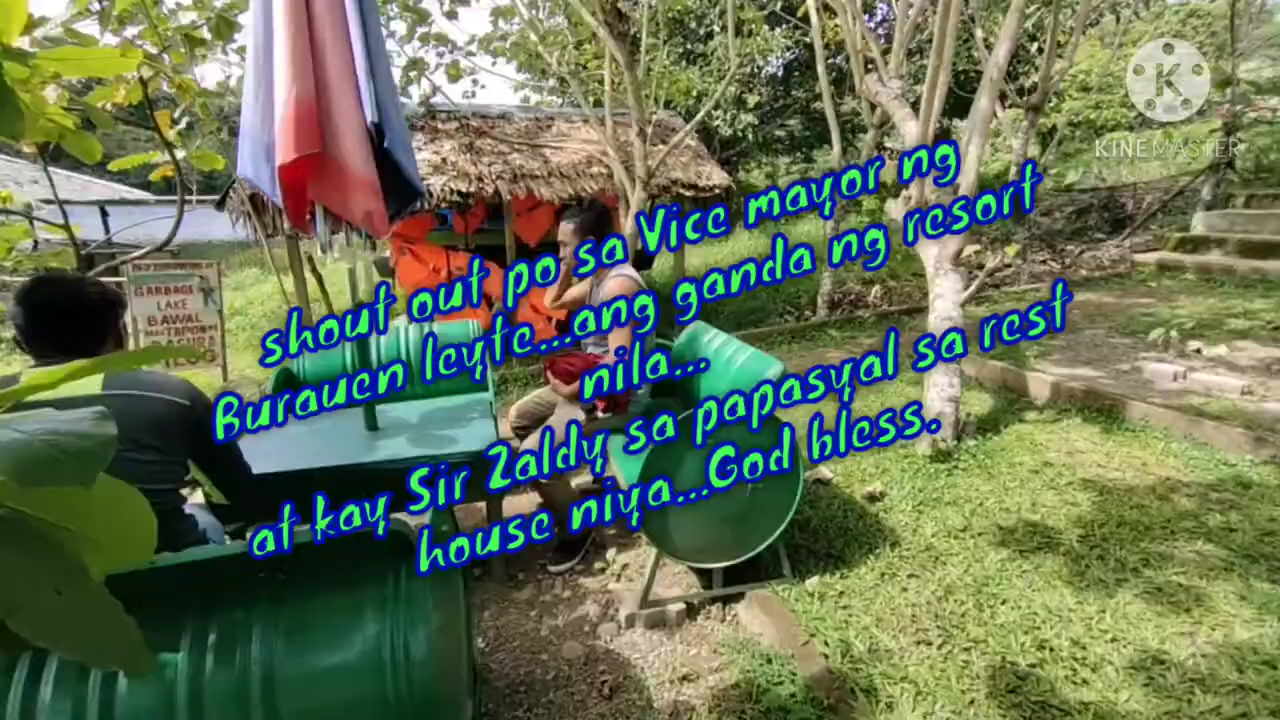 KINEMASTER
shout out po sa Vice mayor ng
Burauen leyte...ang ganda ng resort
nila...
at kay Sir Zaldy sa papasyal sa rest
house niya...God bless.
GARBAGE
LAKE
BAWAL